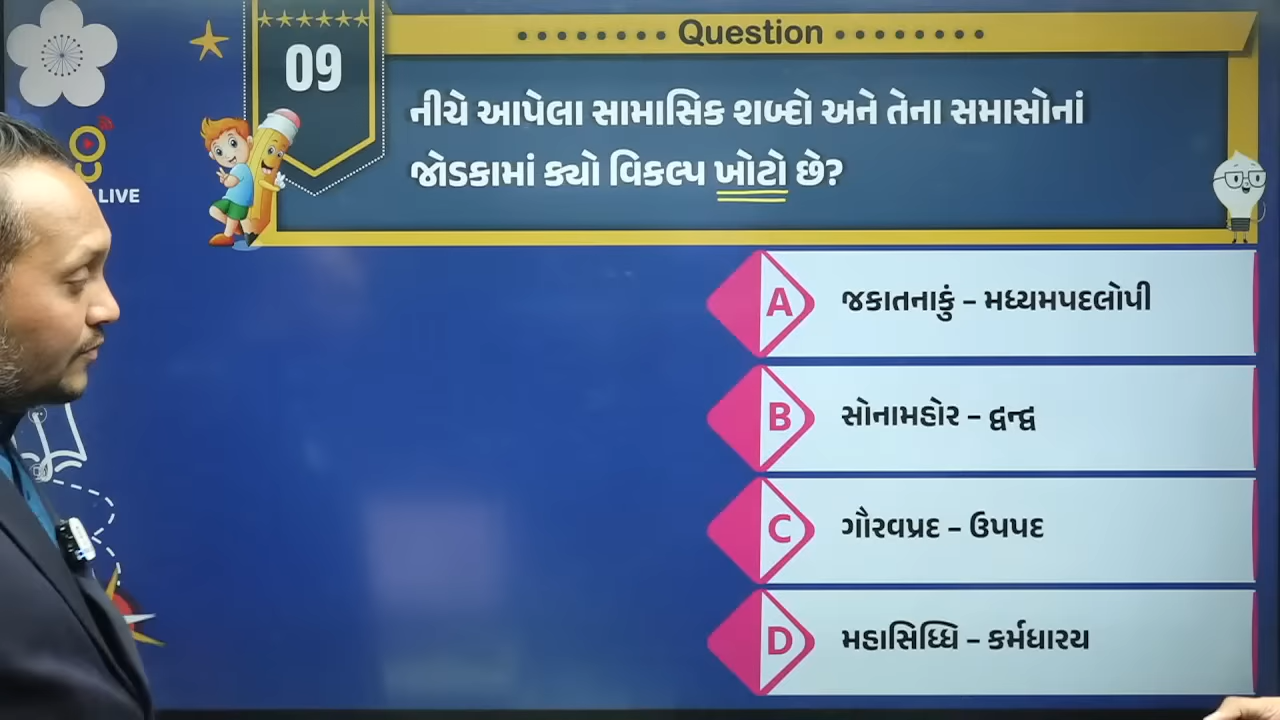 Question
09
નીચે આપેલા સામાસિક શબ્દો અને તેના સમાસોનાં
જોડકામાં ક્યો વિકલ્પ ખોટો છે?
LIVE
A
જકાતનાકું – મધ્યમપદલોપી
B
સોનામહોર – દ્વન્દ્વ
C
ગૌરવપ્રદ – ઉપપદ
D
મહાસિધ્ધિ – કર્મધારય